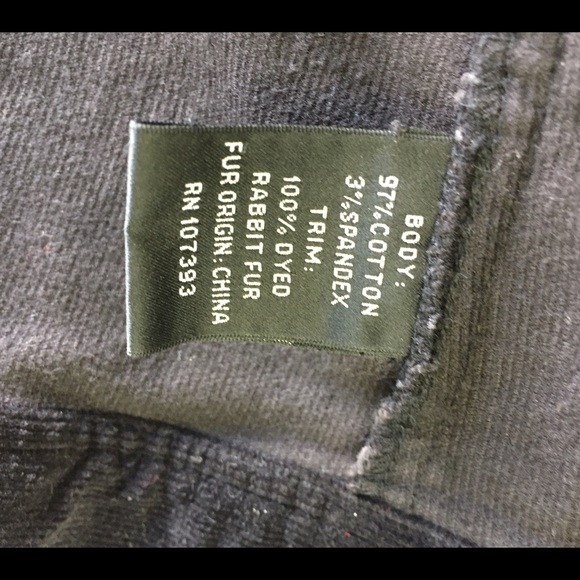 BODY:
97%COTTON
3%SPANDEX
TRIM:
100% DYED
RABBIT FUR
FUR ORIGIN: CHINA
RN 107393